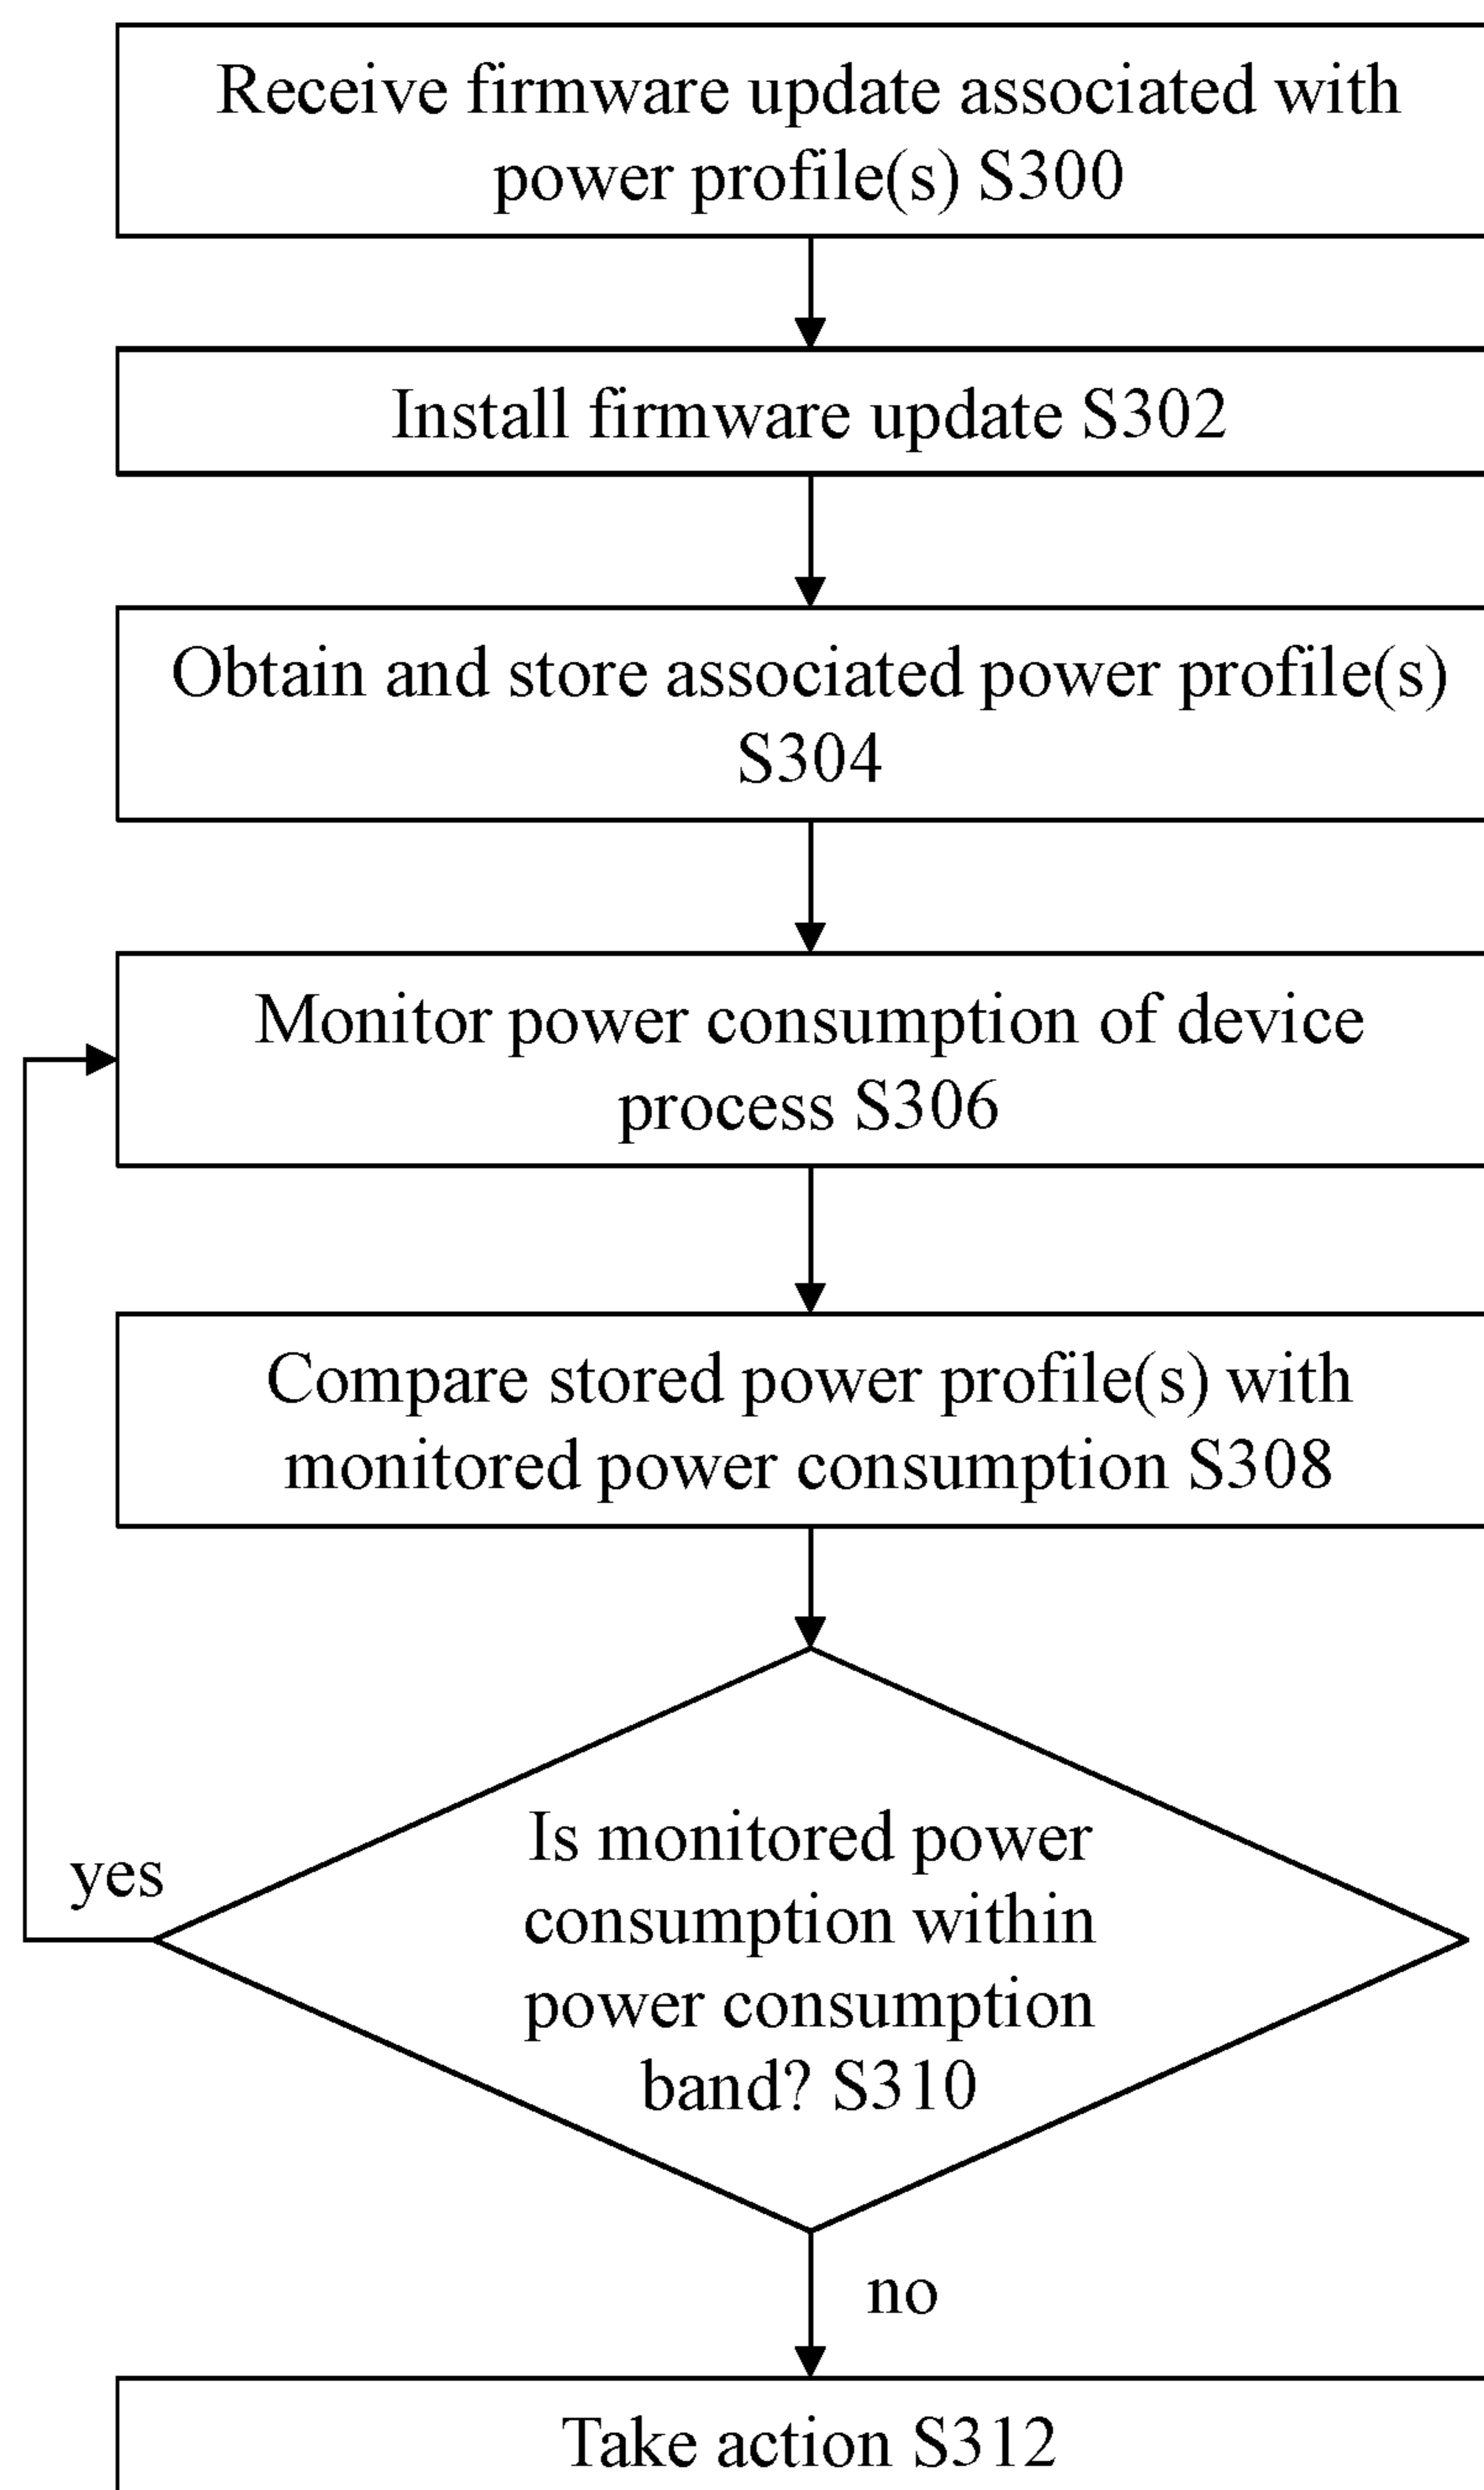 Receive firmware update associated with
power profile(s) S300
Install firmware update S302
Obtain and store associated power profile(s)
S304
Monitor power consumption of device
process S306
Compare stored power profile(s) with
monitored power consumption S308
Is monitored power
consumption within
power consumption
band? S310
yes
no
Take action S312